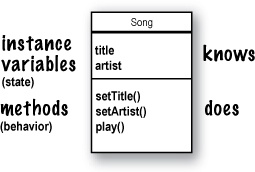 Song
instance
variables
(state)
title
artist
knows
methods
(behavior)
setTitle()
setArtist()
play()
does